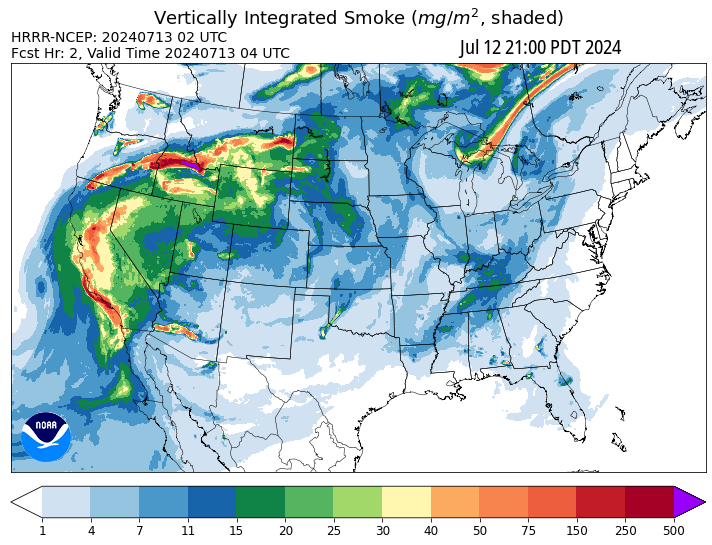 Vertically Integrated Smoke (mg/m², shaded)
HRRR-NCEP: 20240713 02 UTC
Fcst Hr: 2, Valid Time 20240713 04 UTC
Jul 12 21:00 PDT 2024
NOAA
1 4 7 11 15 20 25 30 40 50 75 150 250 500